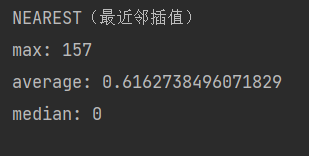 NEAREST（最近邻插值）
max: 157
average: 0.6162738496071829
median: 0